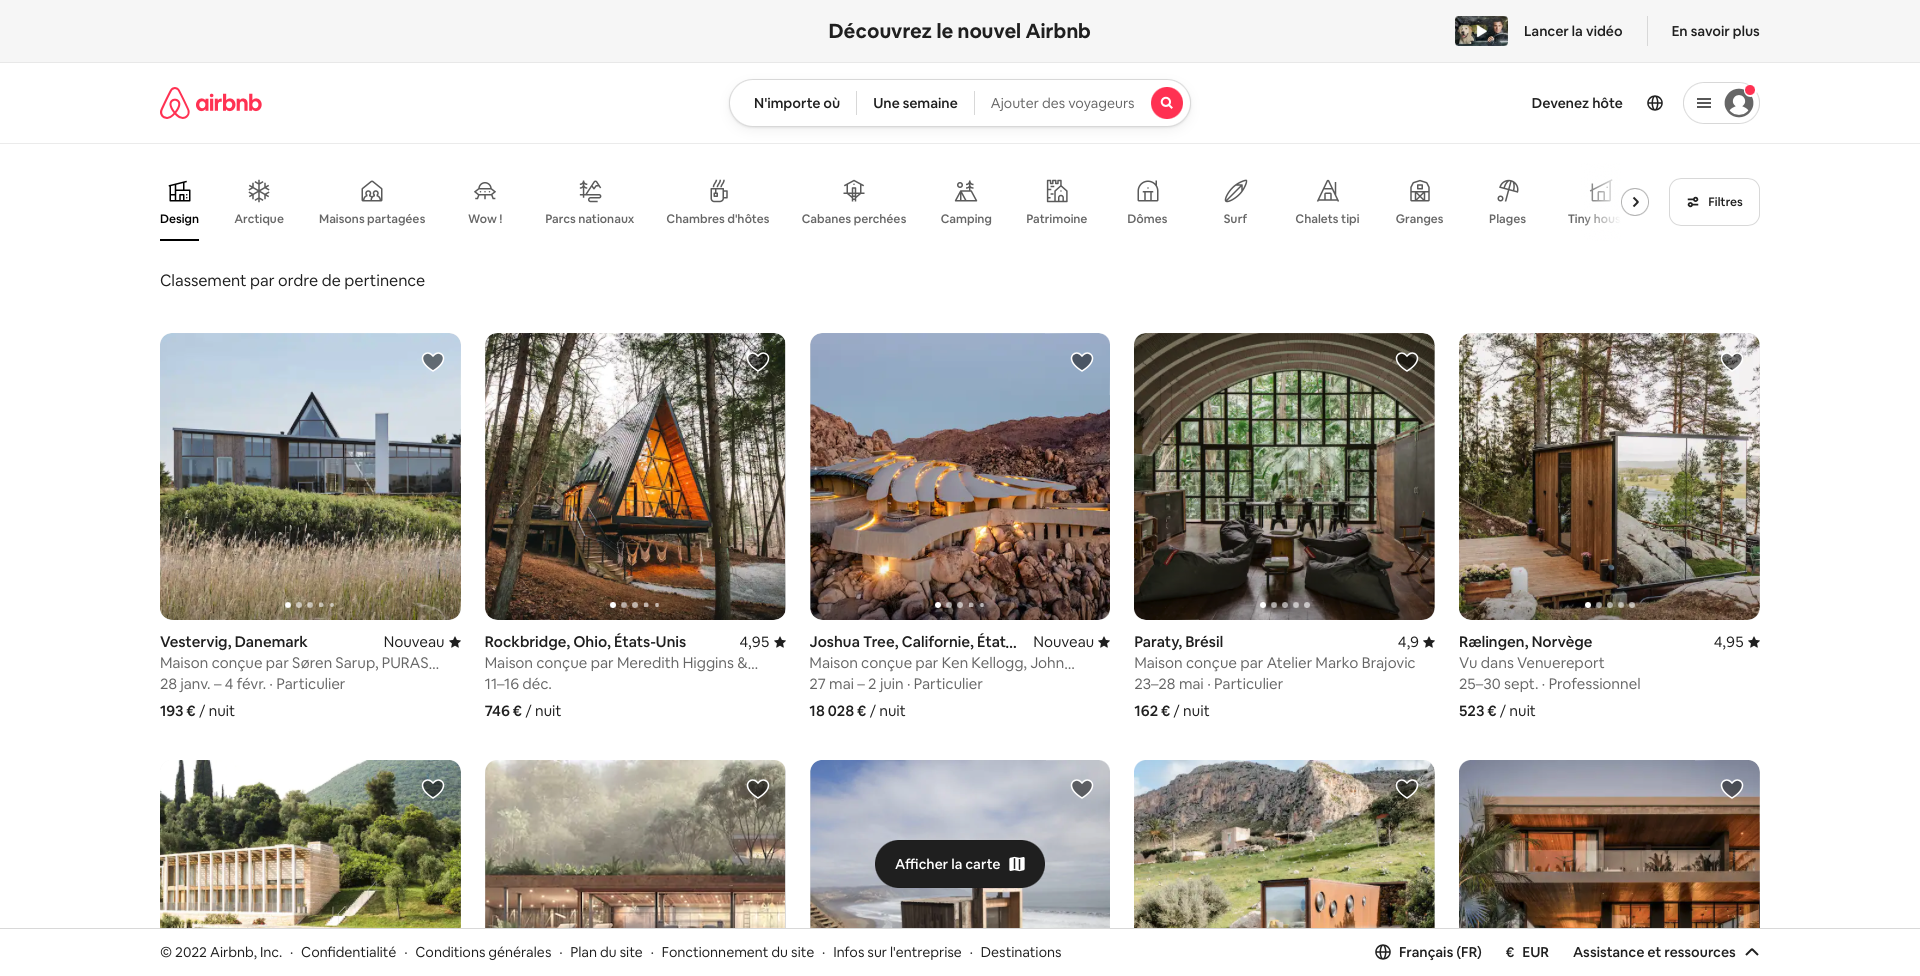 Découvrez le nouvel Airbnb
Lancer la vidéo
En savoir plus
airbnb
N'importe où
Une semaine
Ajouter des voyageurs
Devenez hôte
Design
Arctique
Maisons partagées
Wow !
Parcs nationaux
Chambres d'hôtes
Cabanes perchées
Camping
Patrimoine
Dômes
Surf
Chalets tipi
Granges
Plages
Tiny hou
Filtres
Classement par ordre de pertinence
Vestervig, Danemark
Nouveau ★
Maison conçue par Søren Sarup, PURAS...
28 janv. – 4 févr. · Particulier
193 € / nuit
Rockbridge, Ohio, États-Unis
4,95 ★
Maison conçue par Meredith Higgins &...
11–16 déc.
746 € / nuit
Joshua Tree, Californie, État...
Nouveau ★
Maison conçue par Ken Kellogg, John...
27 mai – 2 juin · Particulier
18 028 € / nuit
Paraty, Brésil
4,9 ★
Maison conçue par Atelier Marko Brajovic
23–28 mai · Particulier
162 € / nuit
Rælingen, Norvège
4,95 ★
Vu dans Venuereport
25–30 sept. · Professionnel
523 € / nuit
Afficher la carte
© 2022 Airbnb, Inc. · Confidentialité · Conditions générales · Plan du site · Fonctionnement du site · Infos sur l'entreprise · Destinations
Français (FR)
€ EUR
Assistance et ressources